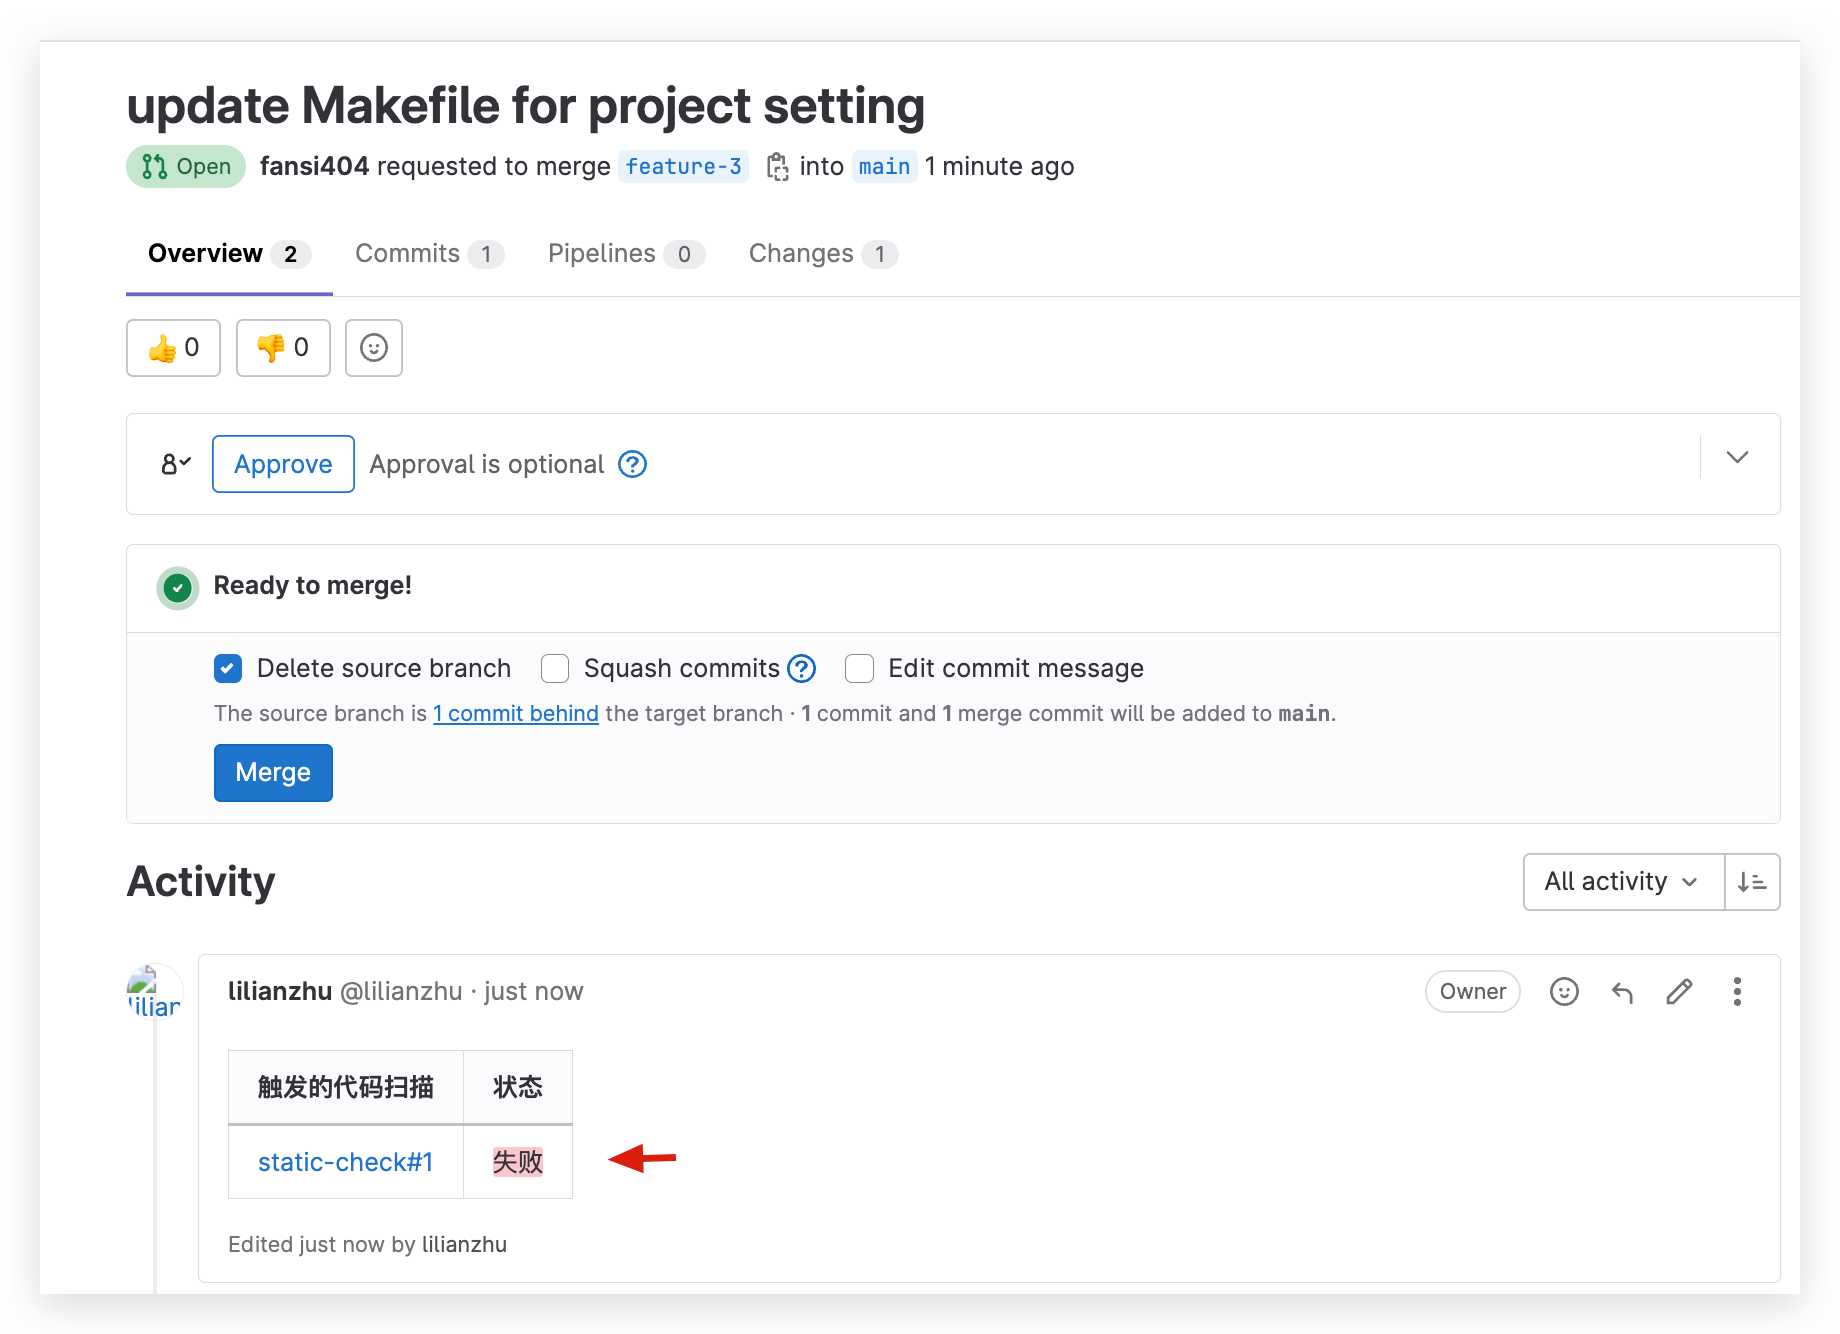 update Makefile for project setting
Open fansi404 requested to merge feature-3 into main 1 minute ago
Overview 2 Commits 1 Pipelines 0 Changes 1
👍 0 👎 0
Approve Approval is optional
Ready to merge!
Delete source branch Squash commits Edit commit message
The source branch is 1 commit behind the target branch · 1 commit and 1 merge commit will be added to main.
Merge
Activity All activity
lilian
lilianzhu @lilianzhu · just now Owner
触发的代码扫描 状态
static-check#1 失败
Edited just now by lilianzhu